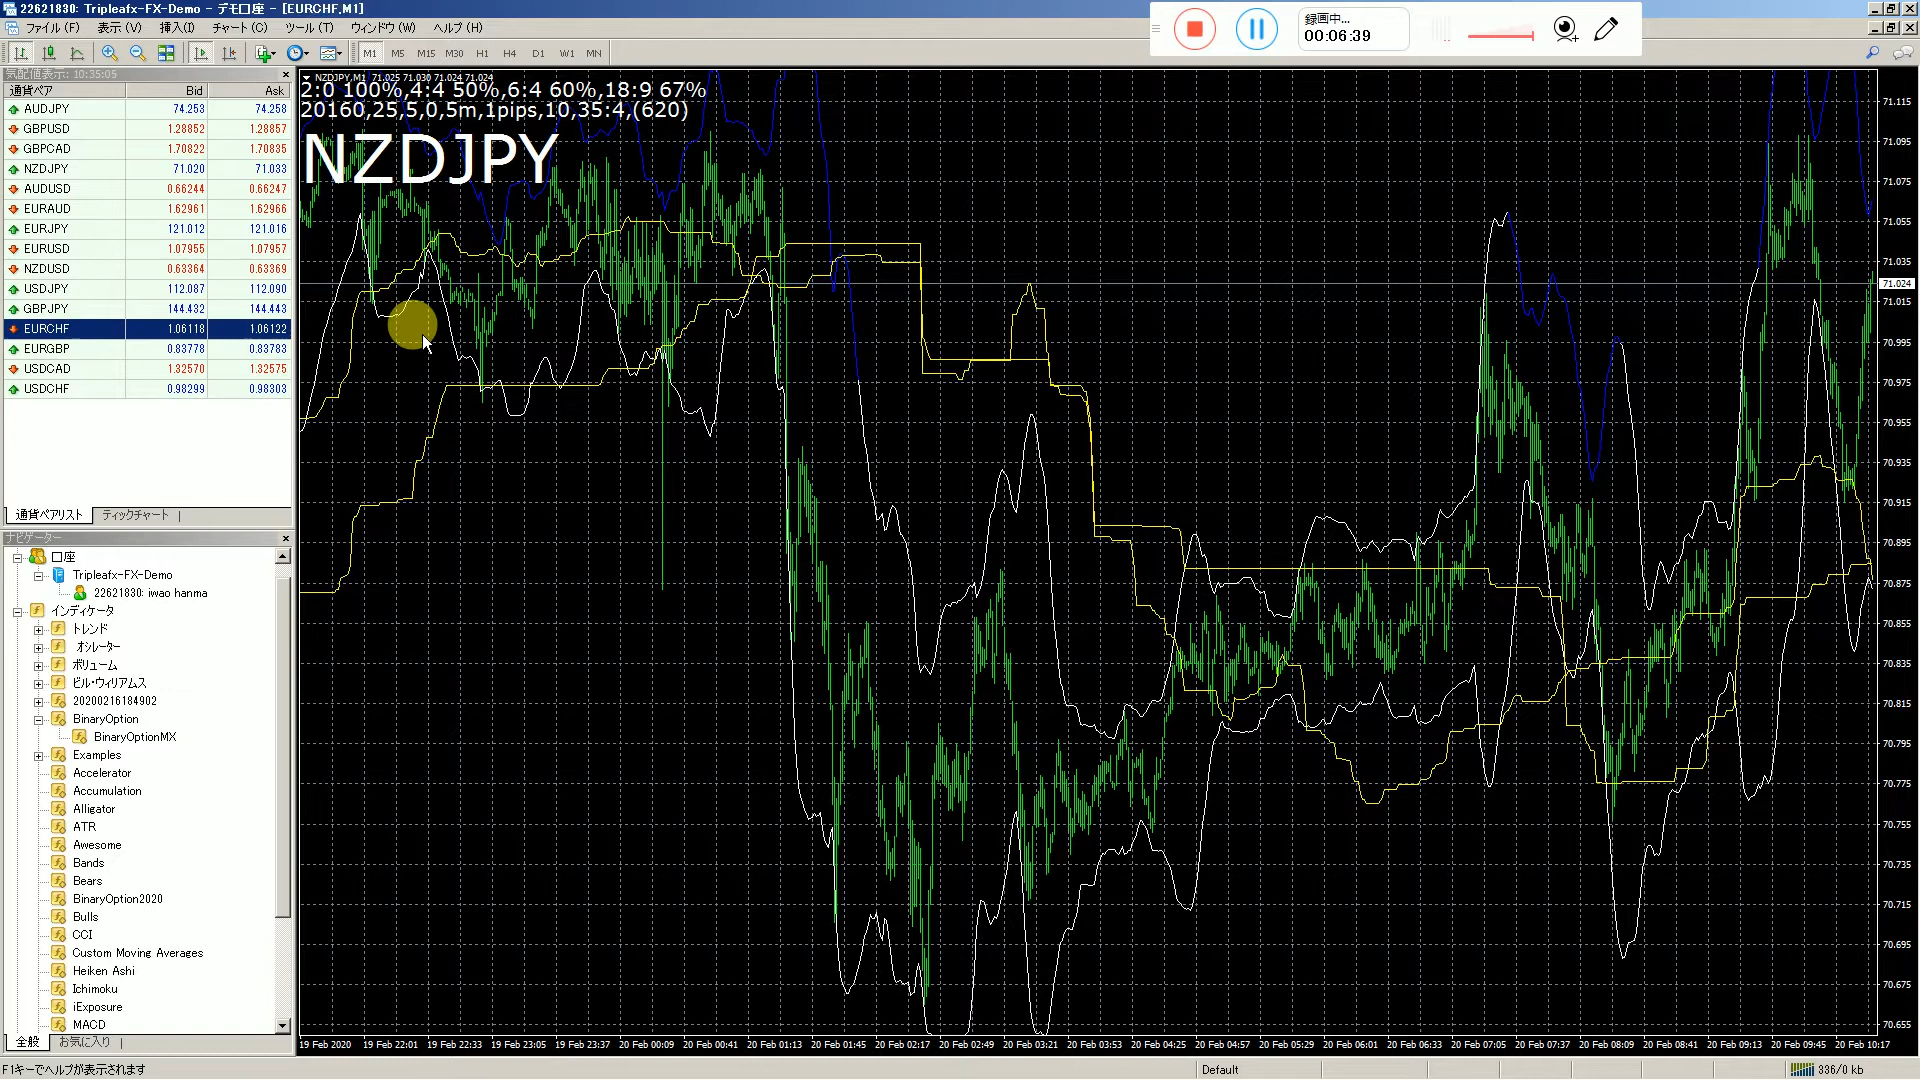 22621830: Tripleafx-FX-Demo - デモ口座 - [EURCHF,M1]
ファイル (F) 表示 (V) 挿入(I) チャート (C) ツール (T) ウィンドウ (W) ヘルプ (H)
録画中...
00:06:39
M1 M5 M15 M30 H1 H4 D1 W1 MN
気配値表示: 10:35:05
通貨ペア Bid Ask
AUDJPY 74.253 74.258
GBPUSD 1.28852 1.28857
GBPCAD 1.70822 1.70835
NZDJPY 71.020 71.033
AUDUSD 0.66244 0.66247
EURAUD 1.62961 1.62966
EURJPY 121.012 121.016
EURUSD 1.07955 1.07957
NZDUSD 0.63364 0.63369
USDJPY 112.087 112.090
GBPJPY 144.432 144.443
EURCHF 1.06118 1.06122
EURGBP 0.83778 0.83783
USDCAD 1.32570 1.32575
USDCHF 0.98299 0.98303
通貨ペアリスト ティックチャート
ナビゲーター
口座
Tripleafx-FX-Demo
22621830: iwao hanma
インディケータ
トレンド
オシレーター
ボリューム
ビル・ウィリアムス
20200216184902
BinaryOption
BinaryOptionMX
Examples
Accelerator
Accumulation
Alligator
ATR
Awesome
Bands
Bears
BinaryOption2020
Bulls
CCI
Custom Moving Averages
Heiken Ashi
Ichimoku
iExposure
MACD
全般 お気に入り
NZDJPY,M1 71.025 71.030 71.024 71.024
2:0 100%,4:4 50%,6:4 60%,18:9 67%
20160,25,5,0,5m,1pips,10,35:4,(620)
NZDJPY
71.115
71.095
71.075
71.055
71.035
71.024
71.015
70.995
70.975
70.955
70.935
70.915
70.895
70.875
70.855
70.835
70.815
70.795
70.775
70.755
70.735
70.715
70.695
70.675
70.655
19 Feb 2020 19 Feb 22:01 19 Feb 22:33 19 Feb 23:05 19 Feb 23:37 20 Feb 00:09 20 Feb 00:41 20 Feb 01:13 20 Feb 01:45 20 Feb 02:17 20 Feb 02:49 20 Feb 03:21 20 Feb 03:53 20 Feb 04:25 20 Feb 04:57 20 Feb 05:29 20 Feb 06:01 20 Feb 06:33 20 Feb 07:05 20 Feb 07:37 20 Feb 08:09 20 Feb 08:41 20 Feb 09:13 20 Feb 09:45 20 Feb 10:17
F1キーでヘルプが表示されます Default 336/0 kb